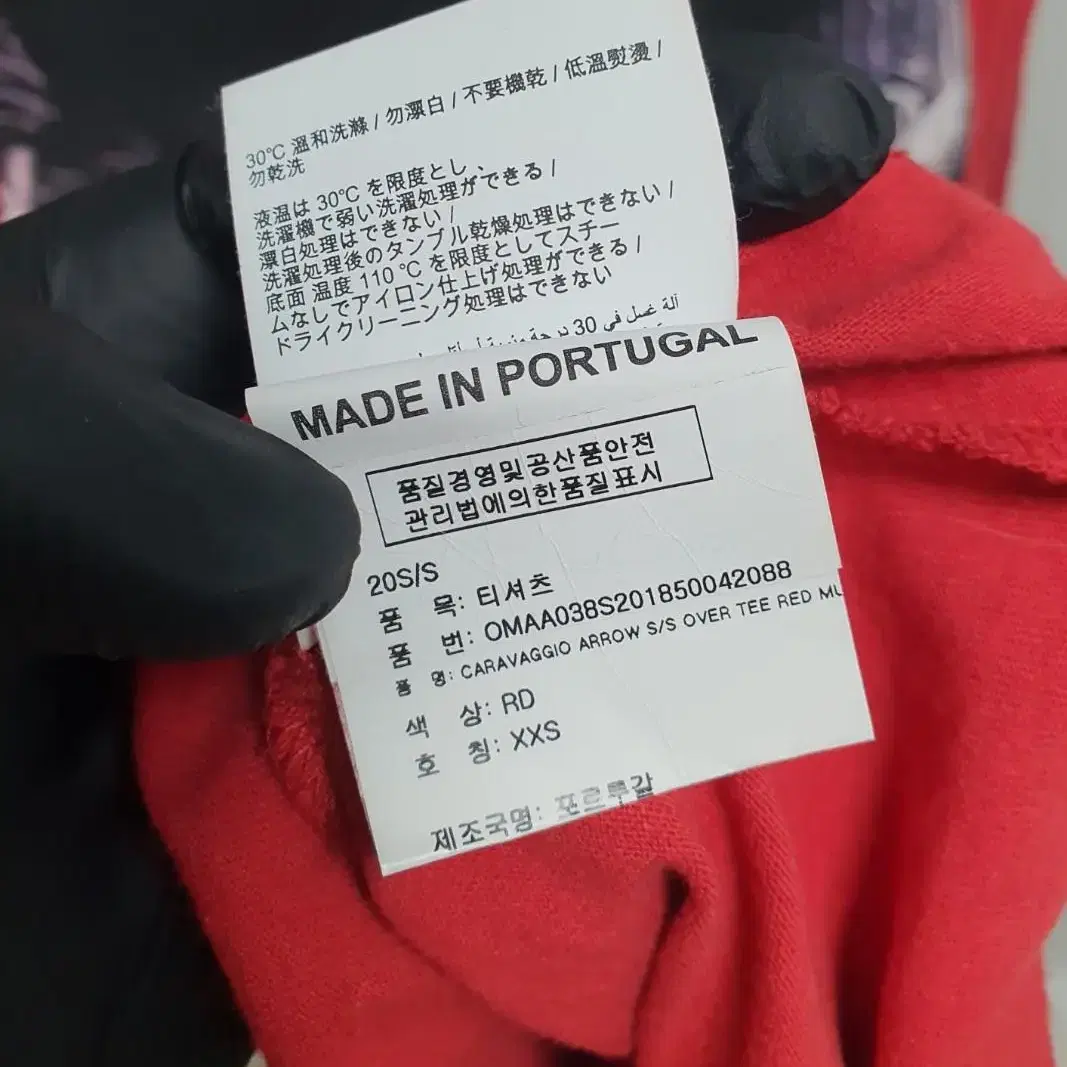 30℃ 溫和洗滌 / 勿漂白 / 不要機乾 / 低溫熨燙 /
勿乾洗
液温は 30℃ を限度とし、
洗濯機で弱い洗濯処理ができる /
漂白処理はできない /
洗濯処理後のタンブル乾燥処理はできない /
底面 温度 110 ℃ を限度としてスチー
ムなしでアイロン仕上げ処理ができる /
ドライクリーニング処理はできない
آلة غسل في 30
MADE IN PORTUGAL
품질경영및공산품안전
관리법에의한품질표시
20S/S
품 목: 티셔츠
품 번: OMAA038S201850042088
품 명: CARAVAGGIO ARROW S/S OVER TEE RED
색 상: RD
호 칭: XXS
제조국명: 포르투갈